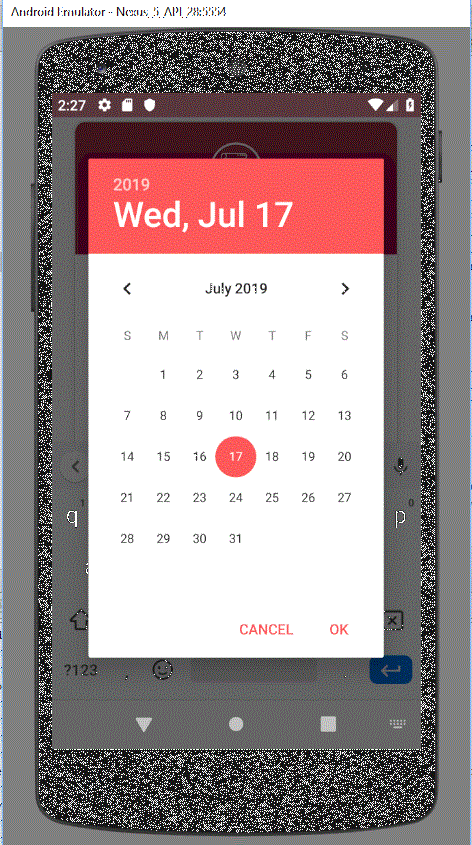 Android Emulator - Nexus_5_API_28:5554
2:27
2019
Wed, Jul 17
July 2019
S M T W T F S
1 2 3 4 5 6
7 8 9 10 11 12 13
14 15 16 17 18 19 20
21 22 23 24 25 26 27
28 29 30 31
1 0
q p
a
CANCEL OK
?123 , .